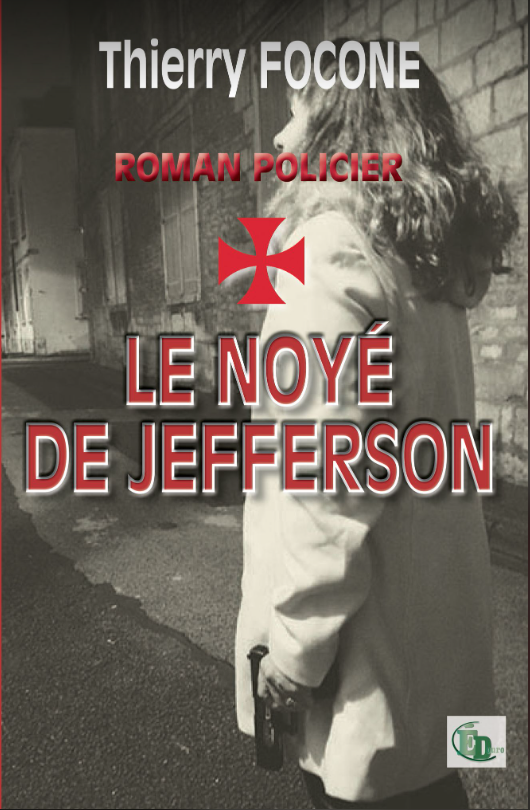 Thierry FOCONE
ROMAN POLICIER
LE NOYÉ
DE JEFFERSON